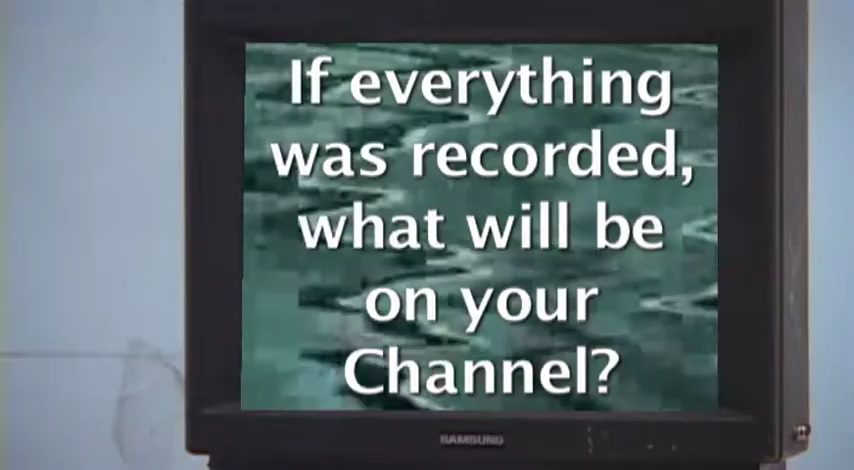 If everything
was recorded,
what will be
on your
Channel?
SAMSUNG